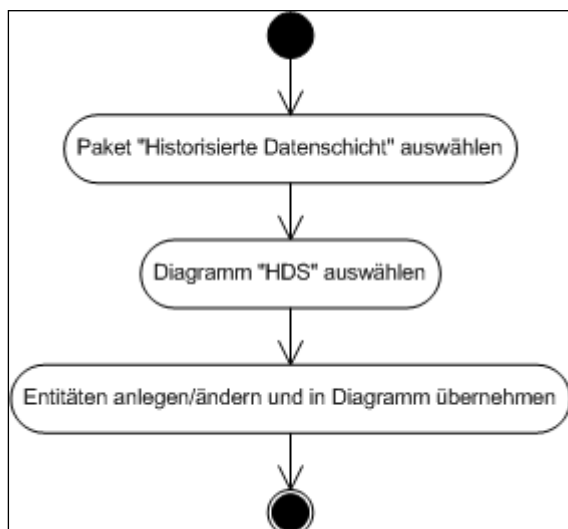 Paket "Historisierte Datenschicht" auswählen
Diagramm "HDS" auswählen
Entitäten anlegen/ändern und in Diagramm übernehmen